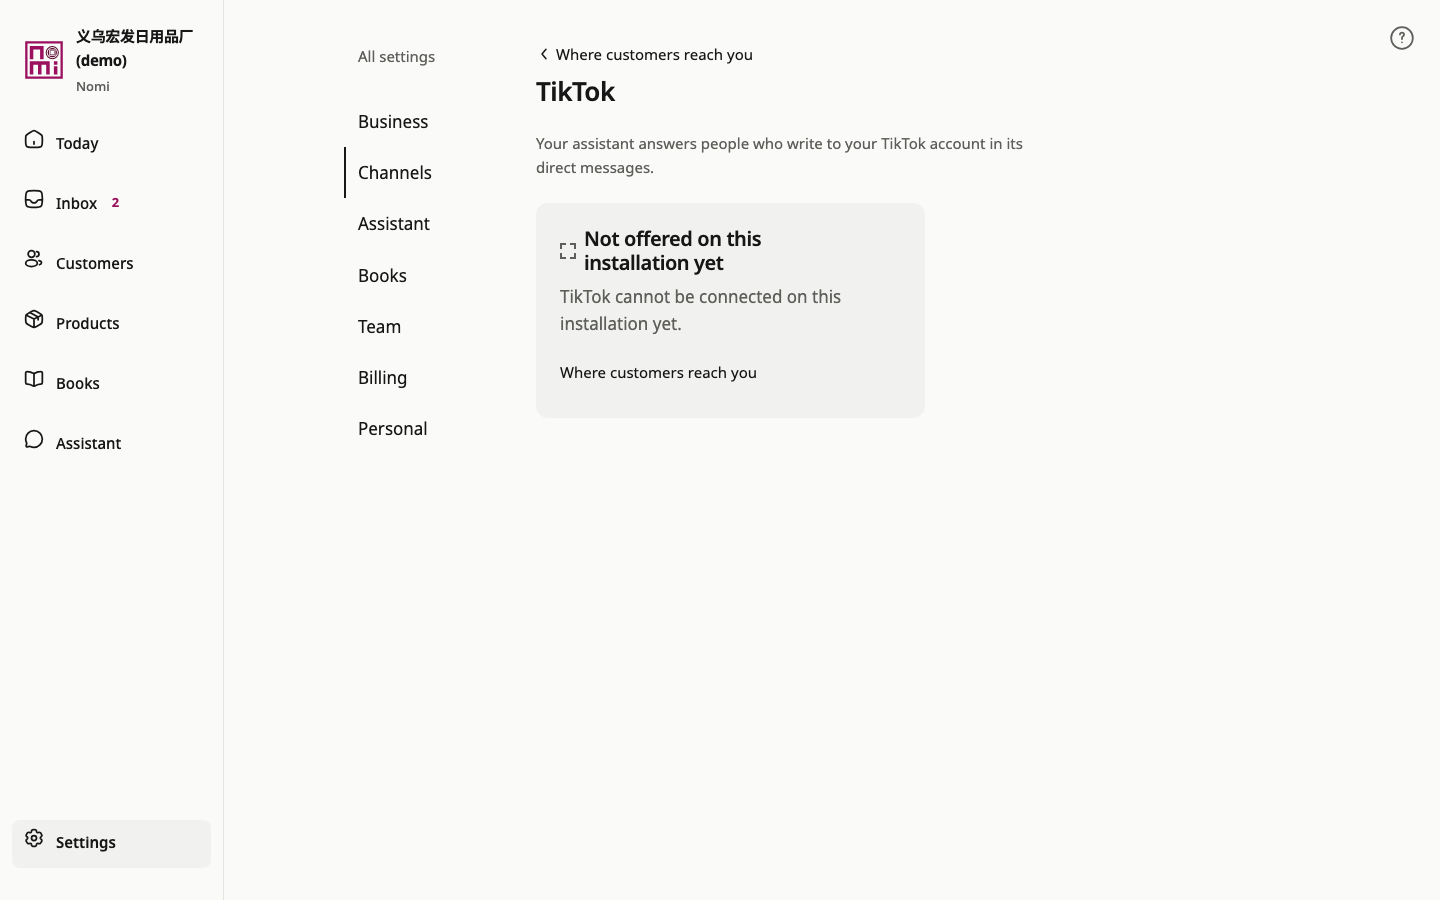 义乌宏发日用品厂
(demo)
Nomi
Today
Inbox 2
Customers
Products
Books
Assistant
Settings
All settings
Business
Channels
Assistant
Books
Team
Billing
Personal
Where customers reach you
TikTok
Your assistant answers people who write to your TikTok account in its
direct messages.
Not offered on this
installation yet
TikTok cannot be connected on this
installation yet.
Where customers reach you